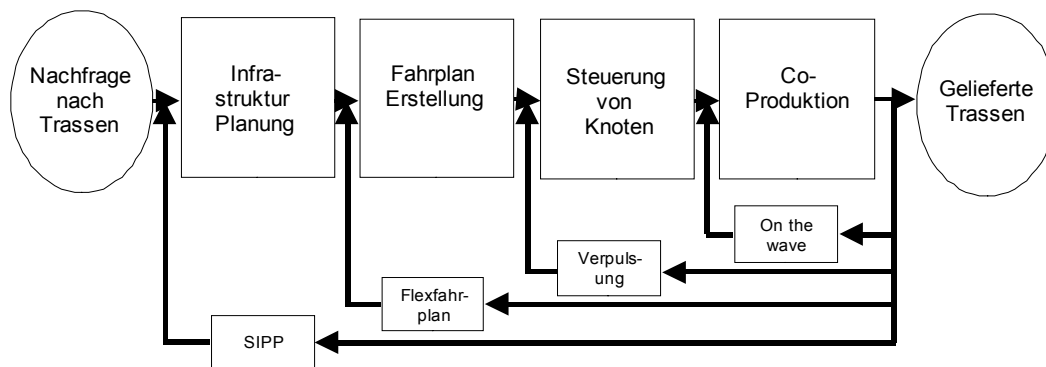 Nachfrage
nach
Trassen
Infra-
struktur
Planung
Fahrplan
Erstellung
Steuerung
von
Knoten
Co-
Produktion
Gelieferte
Trassen
On the
wave
Verpuls-
ung
Flexfahr-
plan
SIPP